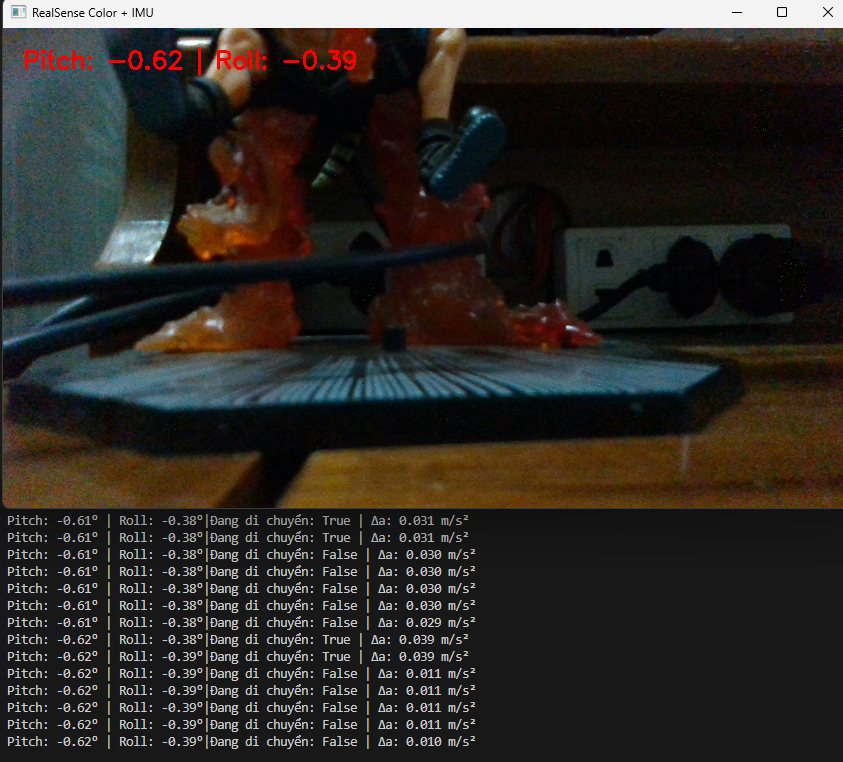 RealSense Color + IMU
Pitch: -0.62 | Roll: -0.39
Pitch: -0.61° | Roll: -0.38°|Đang di chuyển: True | Δa: 0.031 m/s²
Pitch: -0.61° | Roll: -0.38°|Đang di chuyển: True | Δa: 0.031 m/s²
Pitch: -0.61° | Roll: -0.38°|Đang di chuyển: False | Δa: 0.030 m/s²
Pitch: -0.61° | Roll: -0.38°|Đang di chuyển: False | Δa: 0.030 m/s²
Pitch: -0.61° | Roll: -0.38°|Đang di chuyển: False | Δa: 0.030 m/s²
Pitch: -0.61° | Roll: -0.38°|Đang di chuyển: False | Δa: 0.030 m/s²
Pitch: -0.61° | Roll: -0.38°|Đang di chuyển: False | Δa: 0.029 m/s²
Pitch: -0.62° | Roll: -0.38°|Đang di chuyển: True | Δa: 0.039 m/s²
Pitch: -0.62° | Roll: -0.39°|Đang di chuyển: True | Δa: 0.039 m/s²
Pitch: -0.62° | Roll: -0.39°|Đang di chuyển: False | Δa: 0.011 m/s²
Pitch: -0.62° | Roll: -0.39°|Đang di chuyển: False | Δa: 0.011 m/s²
Pitch: -0.62° | Roll: -0.39°|Đang di chuyển: False | Δa: 0.011 m/s²
Pitch: -0.62° | Roll: -0.39°|Đang di chuyển: False | Δa: 0.011 m/s²
Pitch: -0.62° | Roll: -0.39°|Đang di chuyển: False | Δa: 0.010 m/s²